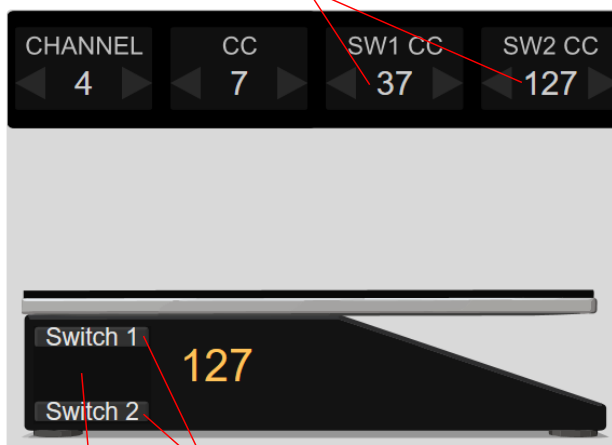 CHANNEL CC SW1 CC SW2 CC
4 7 37 127
Switch 1
127
Switch 2